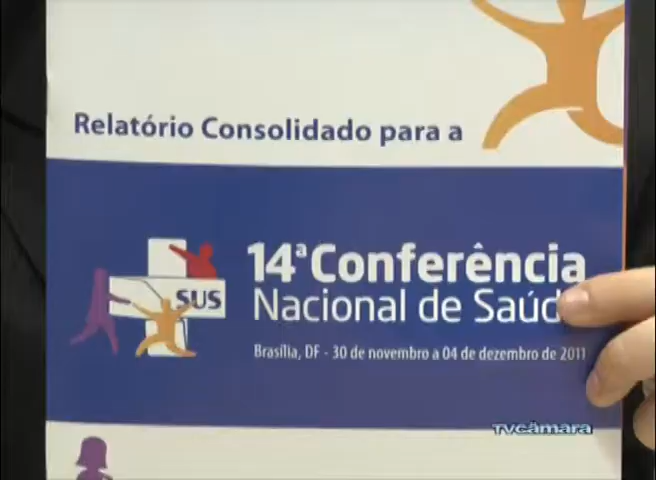 Relatório Consolidado para a
14ª Conferência
Nacional de Saúd
SUS
Brasília, DF - 30 de novembro a 04 de dezembro de 2011
TVcâmara